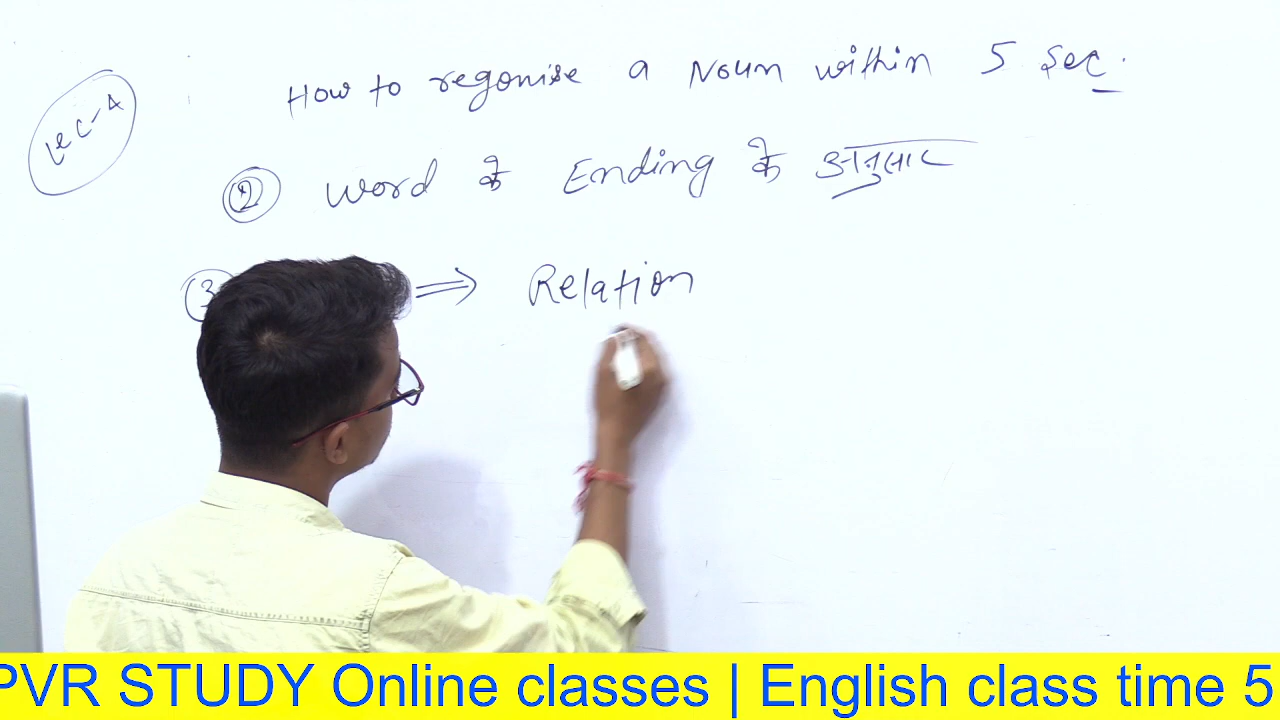 Lec-4
How to regonise a Noun within 5 Sec.
② Word के Ending के अनुसार
③ ⇒ Relation
PVR STUDY Online classes | English class time 5